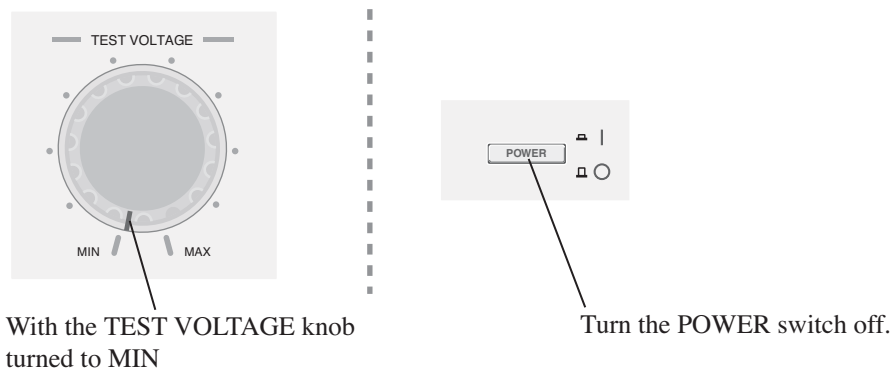 TEST VOLTAGE
MIN
MAX
With the TEST VOLTAGE knob
turned to MIN
POWER
Turn the POWER switch off.